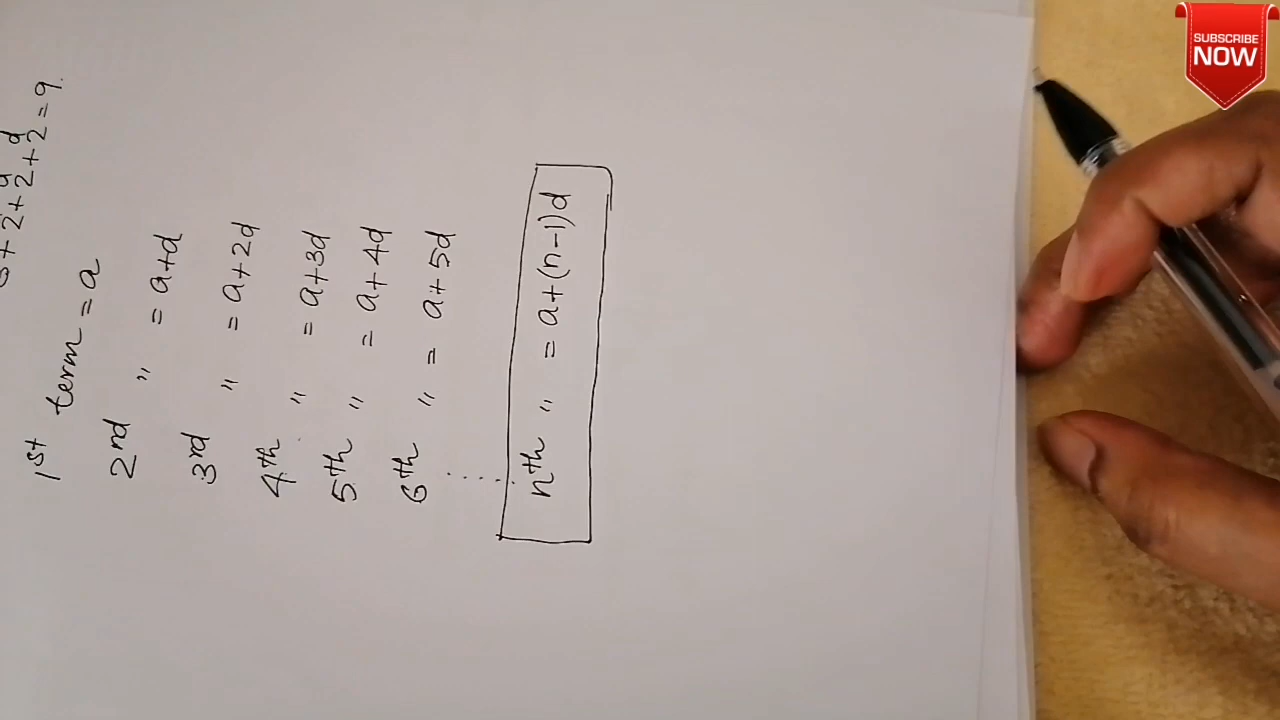 + 2 + 2 + 2 = 9.
1st term = a
2nd " = a+d
3rd " = a+2d
4th " = a+3d
5th " = a+4d
6th " = a+5d
......
nth " = a+(n-1)d
SUBSCRIBE
NOW